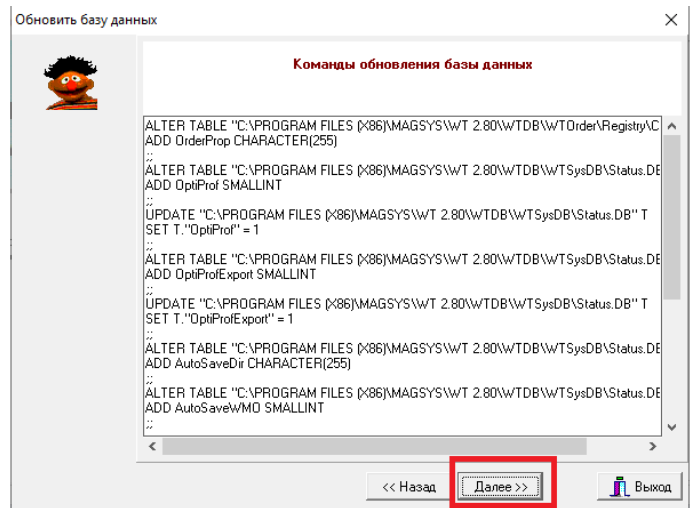 Обновить базу данных
Команды обновления базы данных
ALTER TABLE "C:\PROGRAM FILES (X86)\MAGSYS\WT 2.80\WTDB\WTOrder\Registry\C
ADD OrderProp CHARACTER(255)
;;
ALTER TABLE "C:\PROGRAM FILES (X86)\MAGSYS\WT 2.80\WTDB\WTSysDB\Status.DE
ADD OptiProf SMALLINT
;;
UPDATE "C:\PROGRAM FILES (X86)\MAGSYS\WT 2.80\WTDB\WTSysDB\Status.DB" T
SET T."OptiProf" = 1
;;
ALTER TABLE "C:\PROGRAM FILES (X86)\MAGSYS\WT 2.80\WTDB\WTSysDB\Status.DE
ADD OptiProfExport SMALLINT
;;
UPDATE "C:\PROGRAM FILES (X86)\MAGSYS\WT 2.80\WTDB\WTSysDB\Status.DB" T
SET T."OptiProfExport" = 1
;;
ALTER TABLE "C:\PROGRAM FILES (X86)\MAGSYS\WT 2.80\WTDB\WTSysDB\Status.DE
ADD AutoSaveDir CHARACTER(255)
;;
ALTER TABLE "C:\PROGRAM FILES (X86)\MAGSYS\WT 2.80\WTDB\WTSysDB\Status.DE
ADD AutoSaveWMO SMALLINT
;;
<< Назад Далее >> Выход